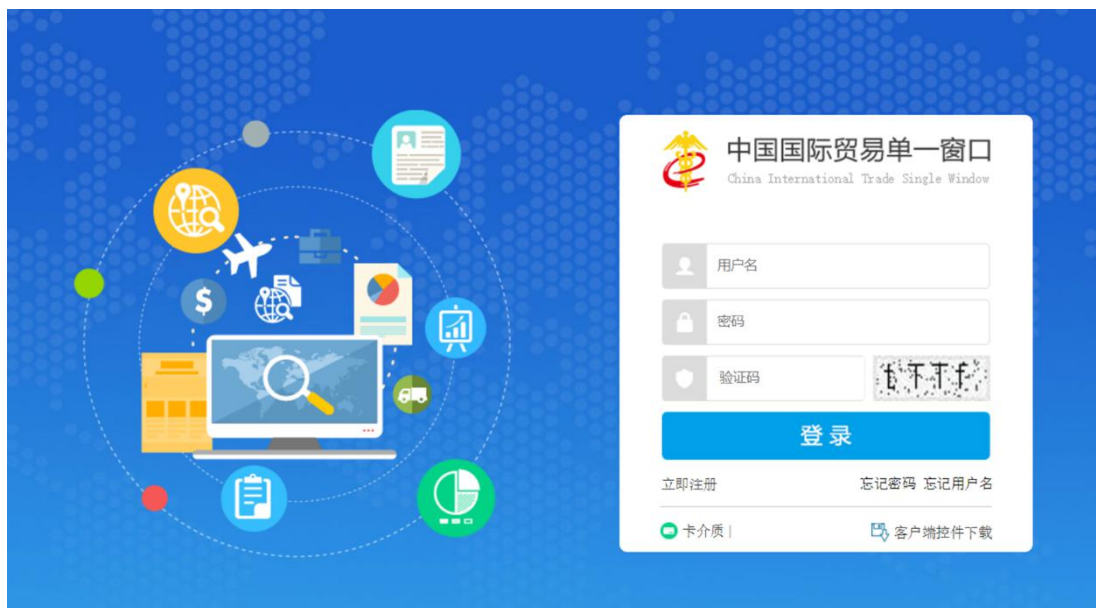 中国国际贸易单一窗口
China International Trade Single Window
$
用户名
密码
验证码
登录
立即注册 忘记密码 忘记用户名
卡介质 | 客户端控件下载